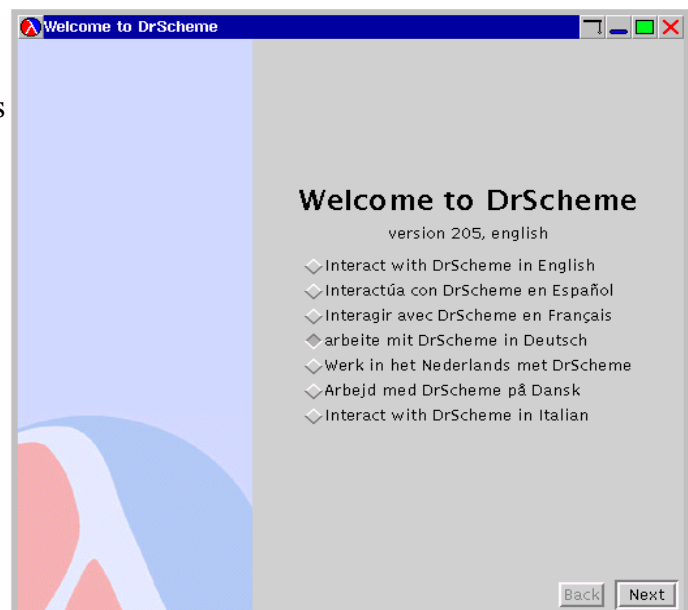 Welcome to DrScheme
s
Welcome to DrScheme
version 205, english
Interact with DrScheme in English
Interactúa con DrScheme en Español
Interagir avec DrScheme en Français
arbeite mit DrScheme in Deutsch
Werk in het Nederlands met DrScheme
Arbejd med DrScheme på Dansk
Interact with DrScheme in Italian
Back Next